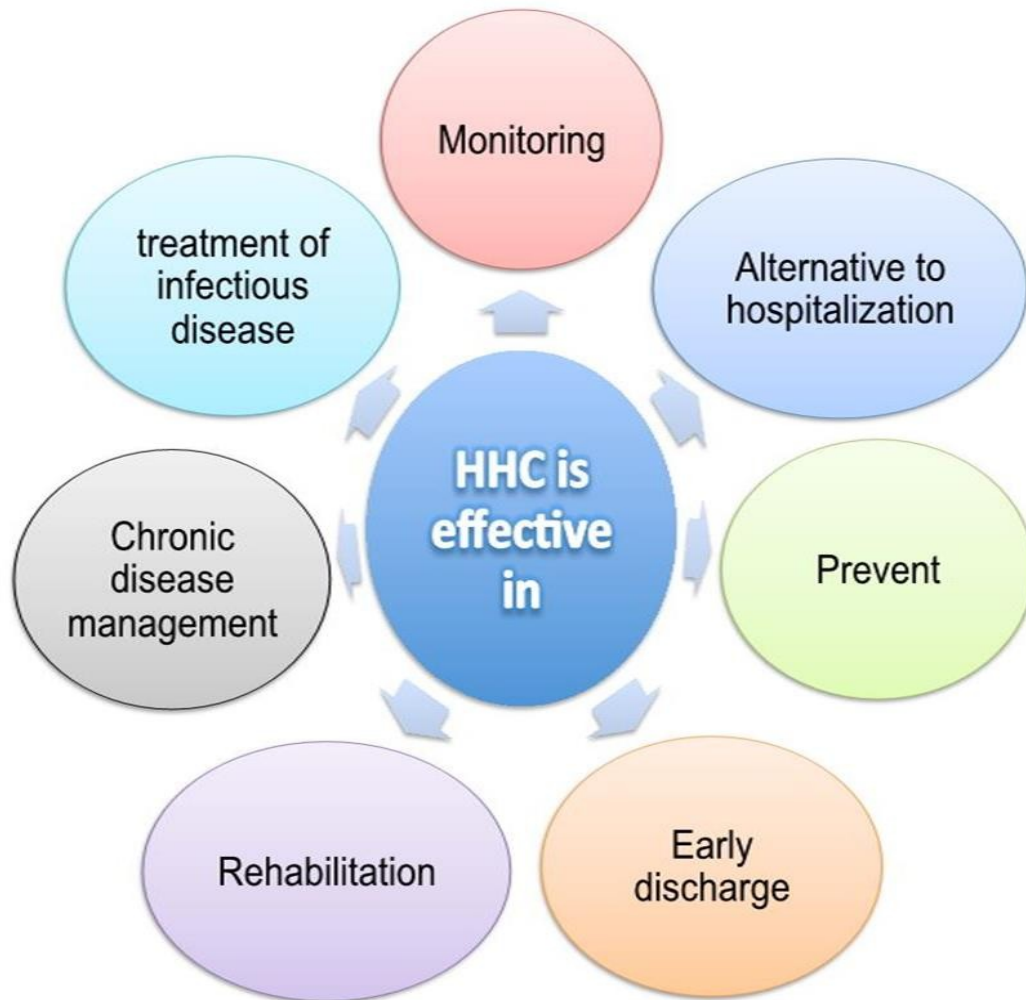 Monitoring
Alternative to
hospitalization
Prevent
Early
discharge
Rehabilitation
Chronic
disease
management
treatment of
infectious
disease
HHC is
effective
in